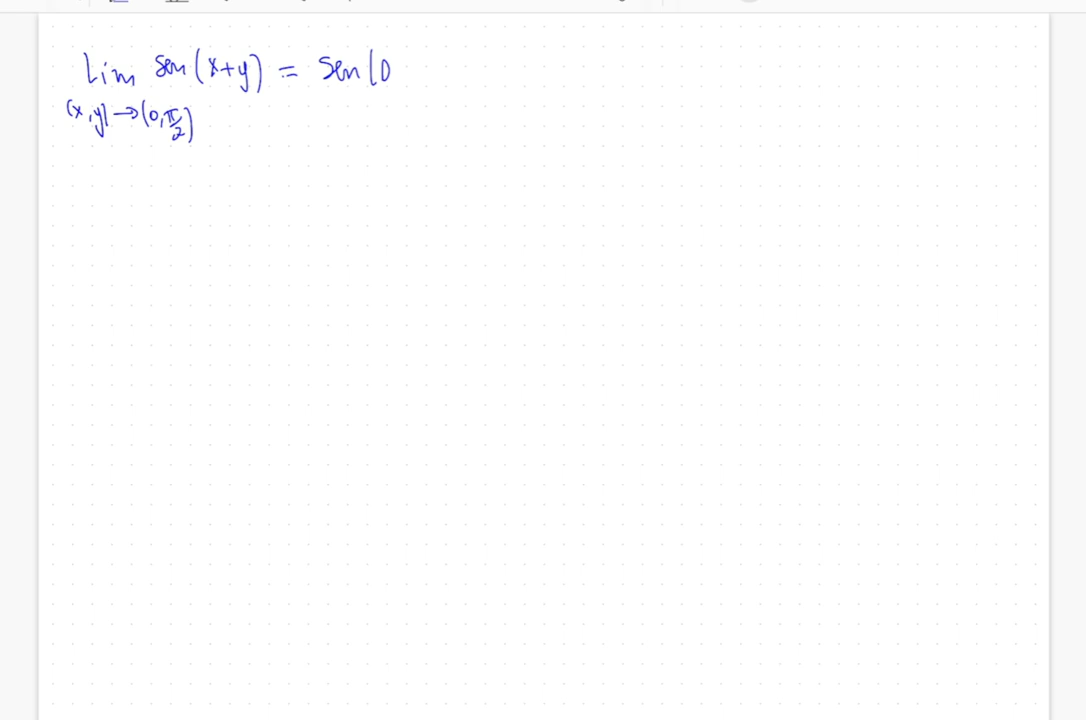 Lim sen(x+y) = sen(0
(x,y)→(0,π/2)